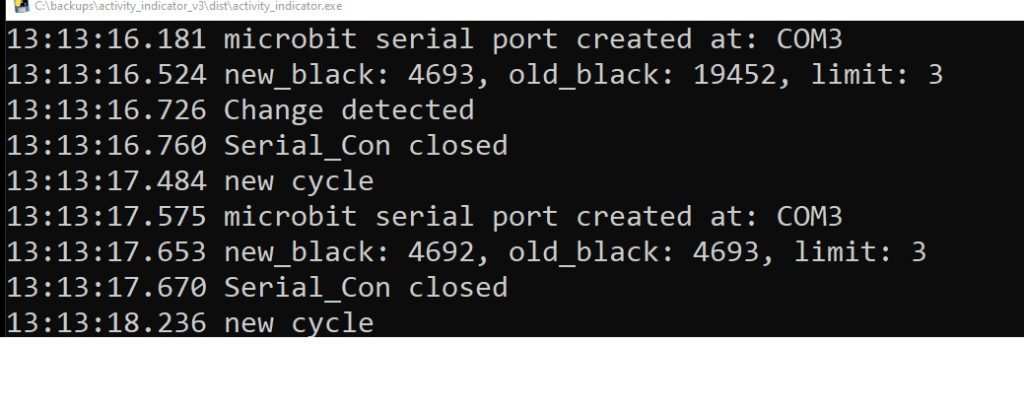 C:\backups\activity_indicator_v3\dist\activity_indicator.exe
13:13:16.181 microbit serial port created at: COM3
13:13:16.524 new_black: 4693, old_black: 19452, limit: 3
13:13:16.726 Change detected
13:13:16.760 Serial_Con closed
13:13:17.484 new cycle
13:13:17.575 microbit serial port created at: COM3
13:13:17.653 new_black: 4692, old_black: 4693, limit: 3
13:13:17.670 Serial_Con closed
13:13:18.236 new cycle